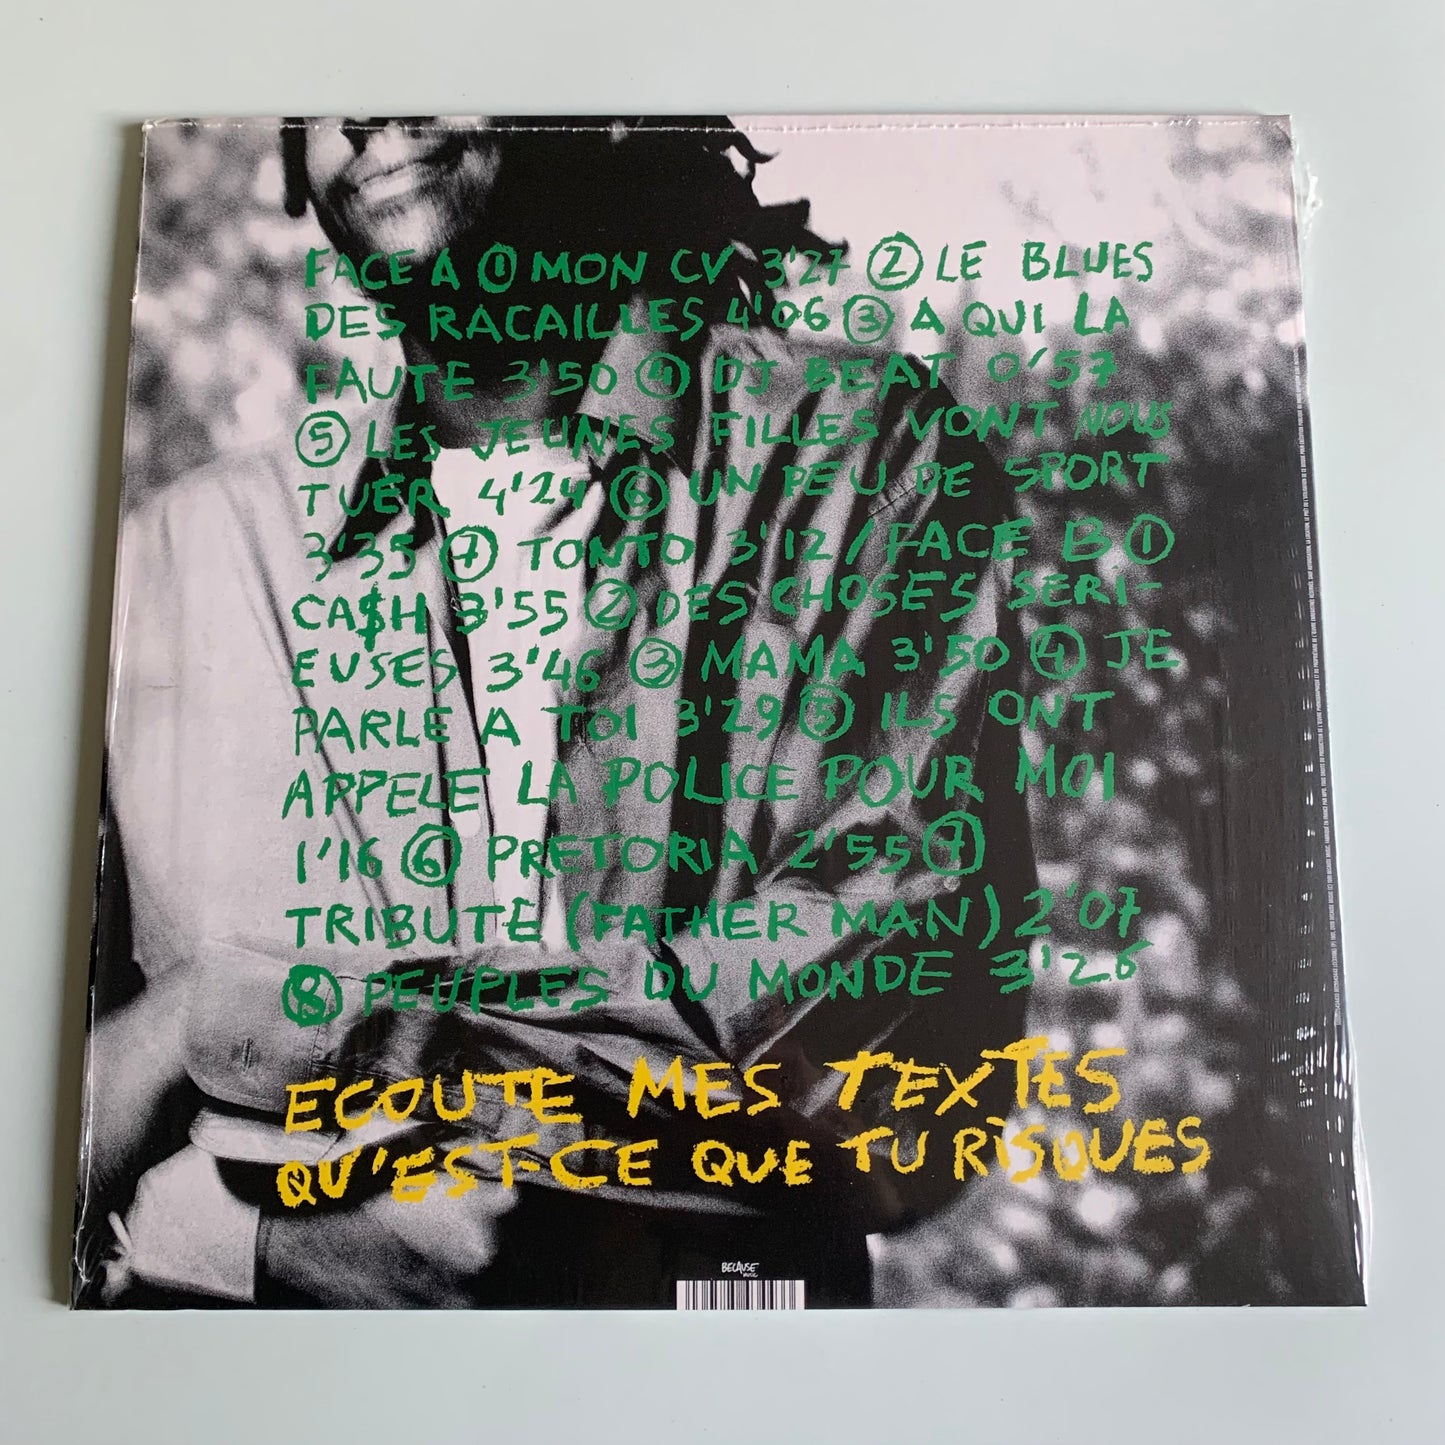 FACE A 1 MON CV 3'27 2 LE BLUES
DES RACAILLES 4'06 3 A QUI LA
FAUTE 3'50 4 DJ BEAT 0'57
5 LES JEUNES FILLES VONT NOUS
TUER 4'24 6 UN PEU DE SPORT
3'35 7 TONTO 3'12 / FACE B 1
CA$H 3'55 2 DES CHOSES SERI-
EUSES 3'46 3 MAMA 3'50 4 JE
PARLE A TOI 3'29 5 ILS ONT
APPELE LA POLICE POUR MOI
1'16 6 PRETORIA 2'55 7
TRIBUTE (FATHER MAN) 2'07
8 PEUPLES DU MONDE 3'26
ECOUTE MES TEXTES
QU'EST-CE QUE TU RISQUES
BECAUSE
MUSIC